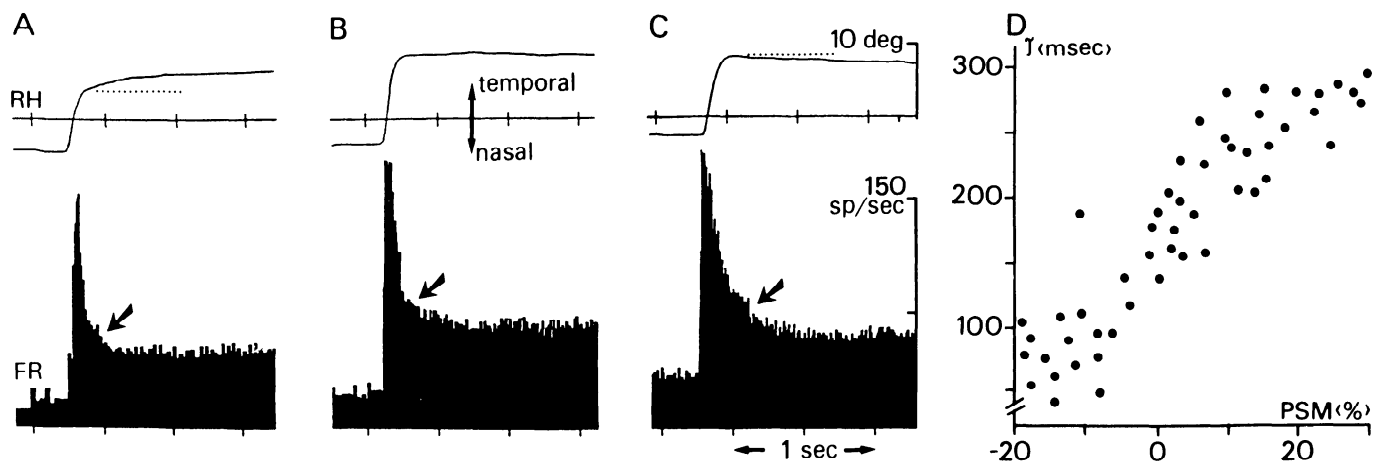 A
B
C
D
RH
temporal
nasal
10 deg
150
sp/sec
FR
1 sec
τ̃ (msec)
300
200
100
PSM (%)
-20
0
20